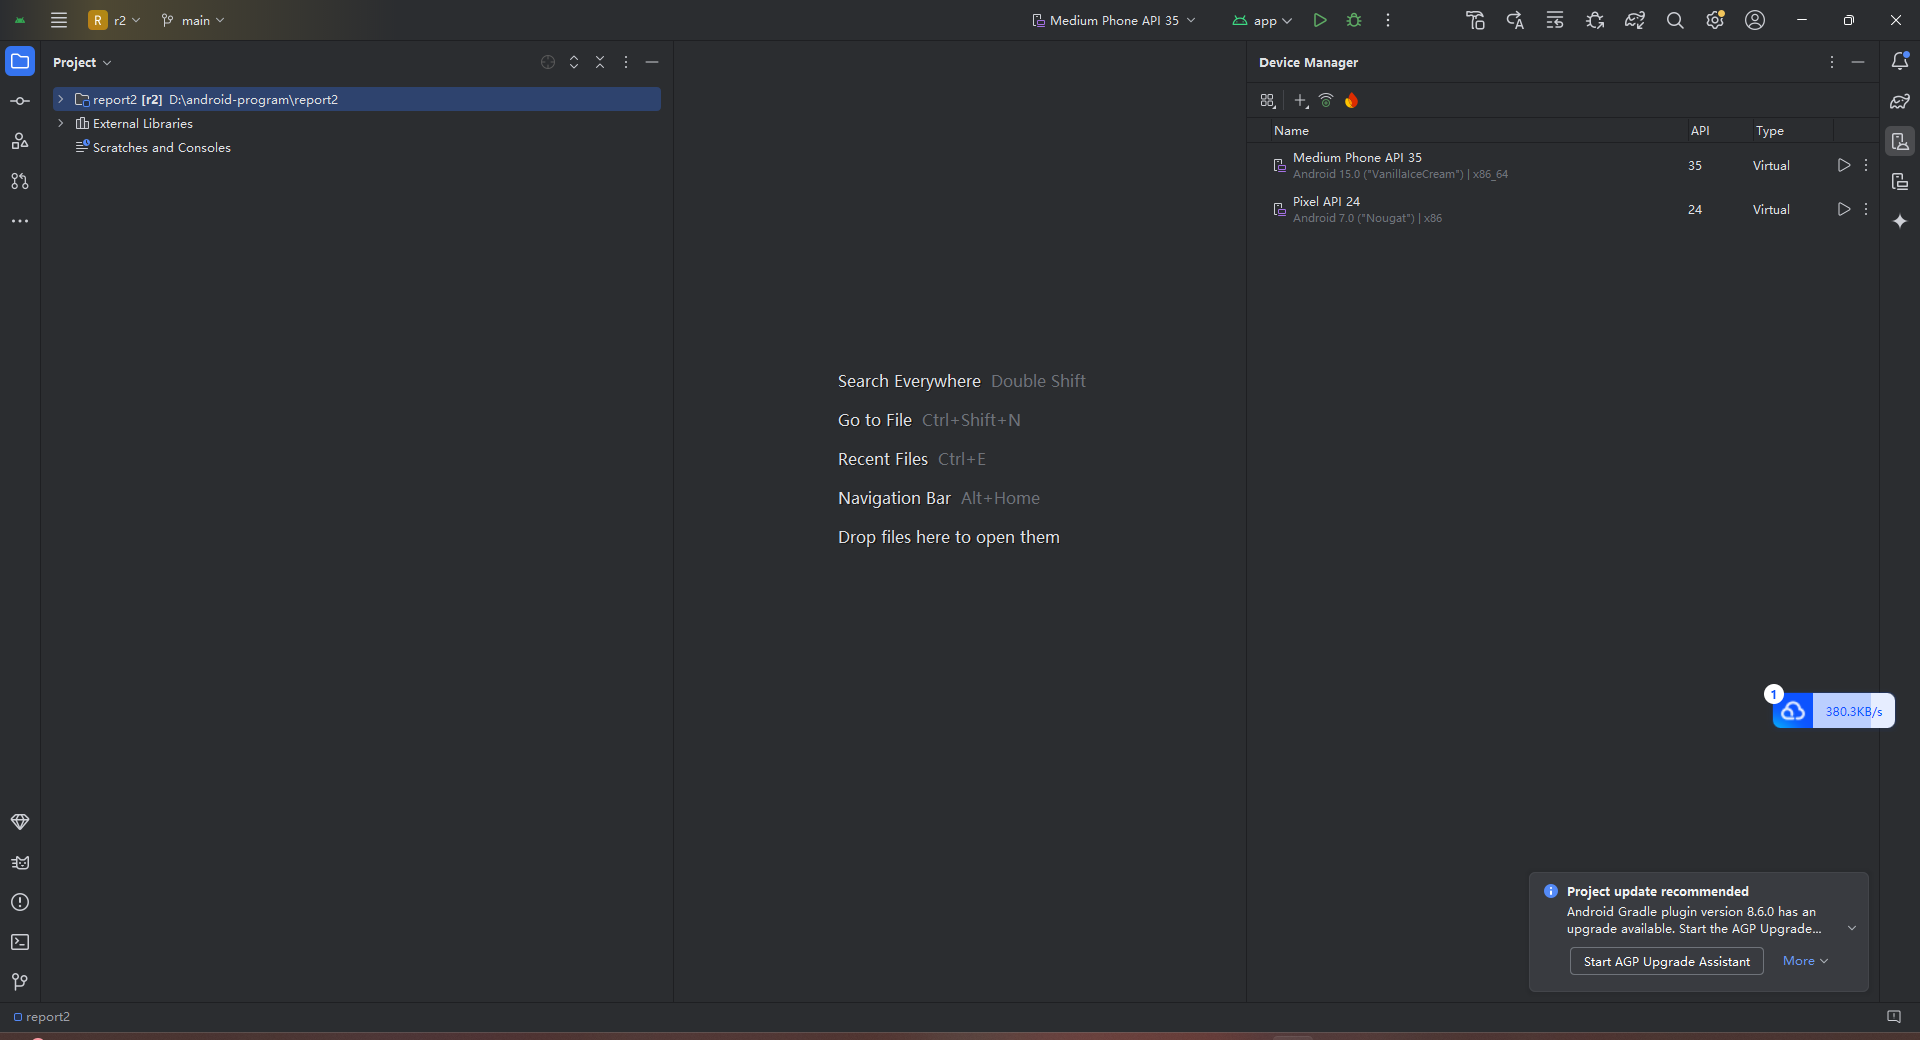 R r2 main
Medium Phone API 35
app
Project
report2 [r2] D:\android-program\report2
External Libraries
Scratches and Consoles
Search Everywhere Double Shift
Go to File Ctrl+Shift+N
Recent Files Ctrl+E
Navigation Bar Alt+Home
Drop files here to open them
Device Manager
Name API Type
Medium Phone API 35
Android 15.0 ("VanillaIceCream") | x86_64
35 Virtual
Pixel API 24
Android 7.0 ("Nougat") | x86
24 Virtual
1
380.3KB/s
Project update recommended
Android Gradle plugin version 8.6.0 has an
upgrade available. Start the AGP Upgrade...
Start AGP Upgrade Assistant More
report2